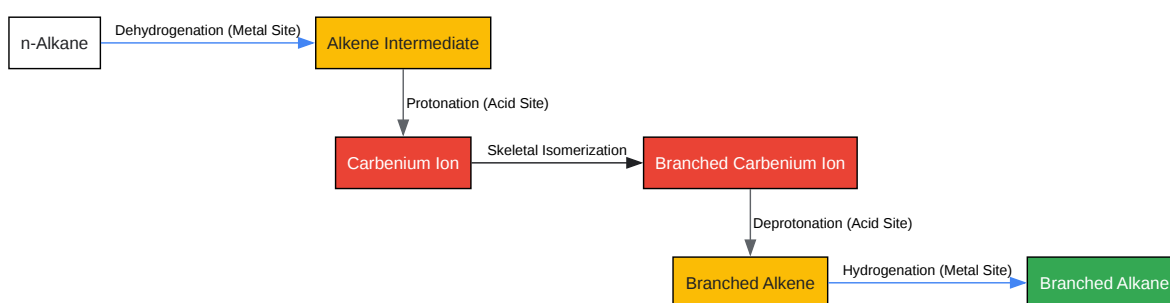 n-Alkane
Dehydrogenation (Metal Site)
Alkene Intermediate
Protonation (Acid Site)
Carbenium Ion
Skeletal Isomerization
Branched Carbenium Ion
Deprotonation (Acid Site)
Branched Alkene
Hydrogenation (Metal Site)
Branched Alkane